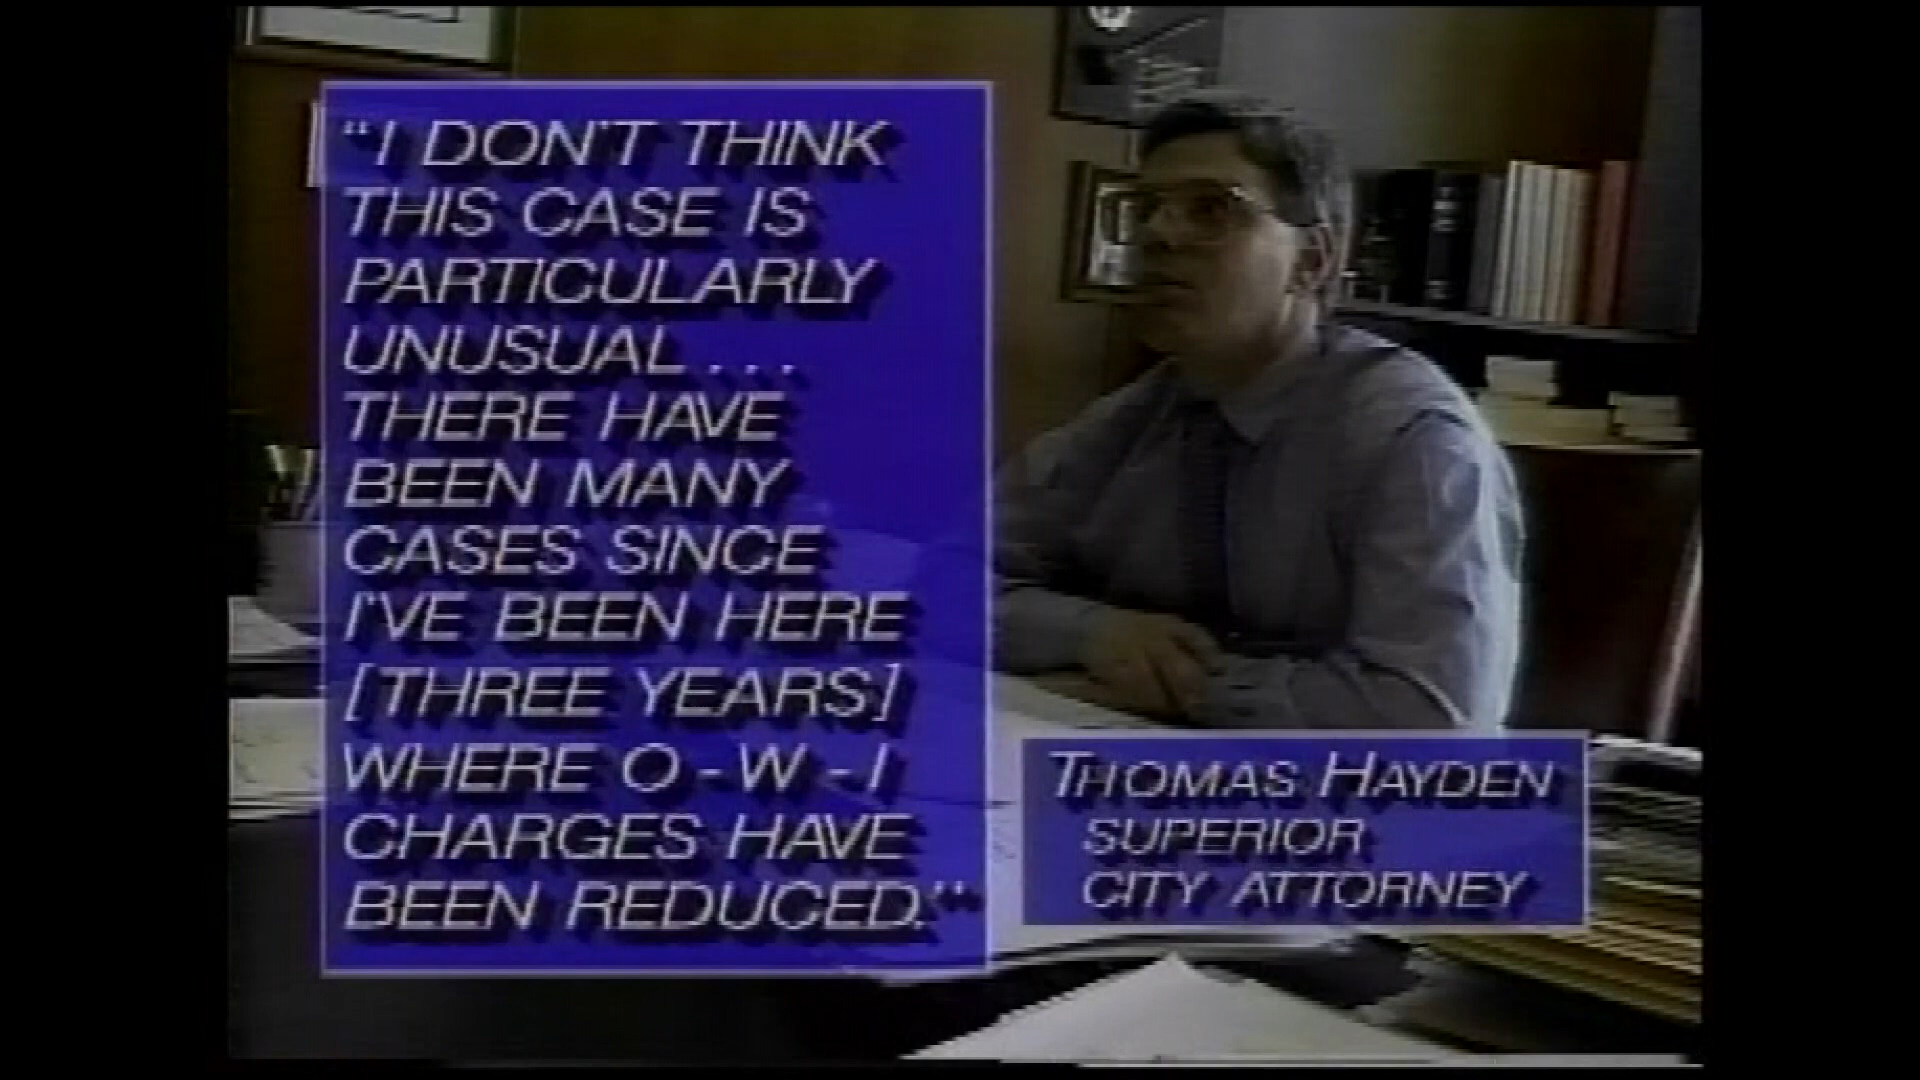 "I DON'T THINK
THIS CASE IS
PARTICULARLY
UNUSUAL...
THERE HAVE
BEEN MANY
CASES SINCE
I'VE BEEN HERE
[THREE YEARS]
WHERE O-W-I
CHARGES HAVE
BEEN REDUCED."
THOMAS HAYDEN
SUPERIOR
CITY ATTORNEY